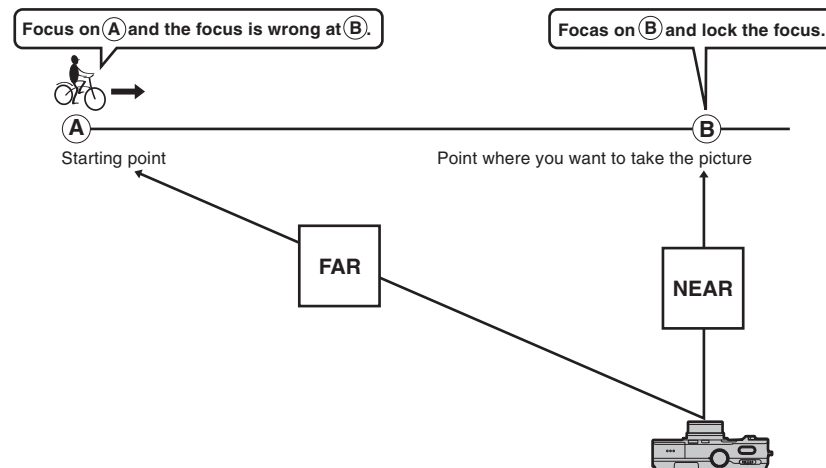 Focus on A and the focus is wrong at B.
Focas on B and lock the focus.
A
B
Starting point
Point where you want to take the picture
FAR
NEAR